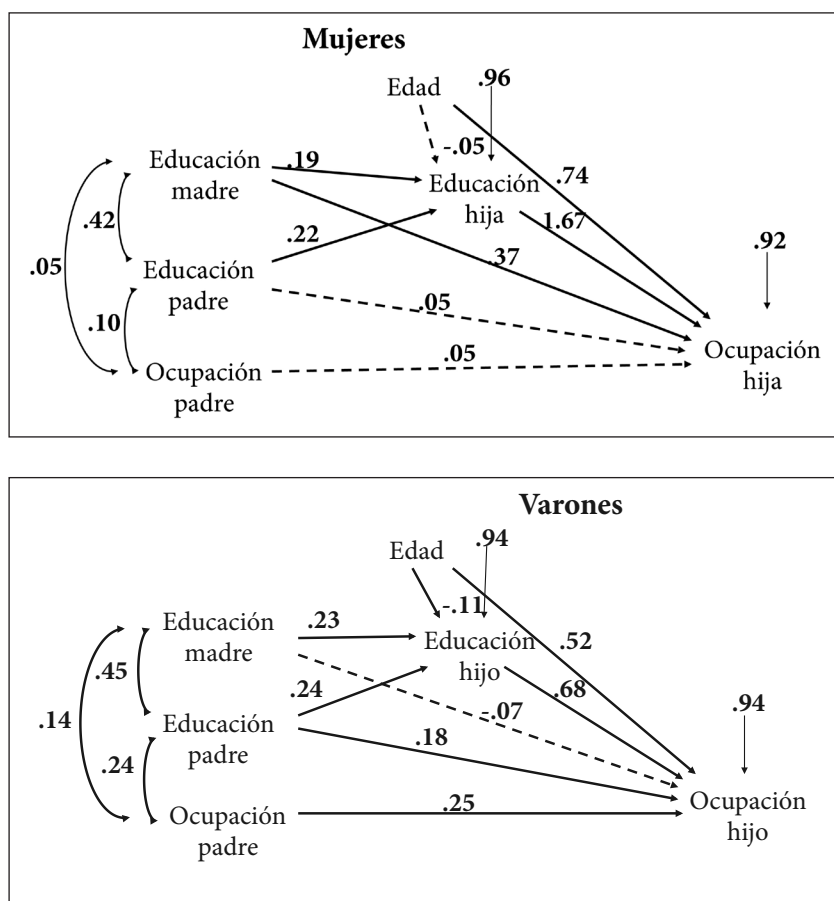 Mujeres
Edad
.96
-.05
Educación
madre
.19
Educación
hija
.74
1.67
.42
.22
.37
.92
.05
Educación
padre
.05
.10
.05
Ocupación
padre
Ocupación
hija
Varones
Edad
.94
-.11
Educación
madre
.23
Educación
hijo
.52
.45
.24
.68
-.07
.94
.14
Educación
padre
.18
.24
.25
Ocupación
padre
Ocupación
hijo